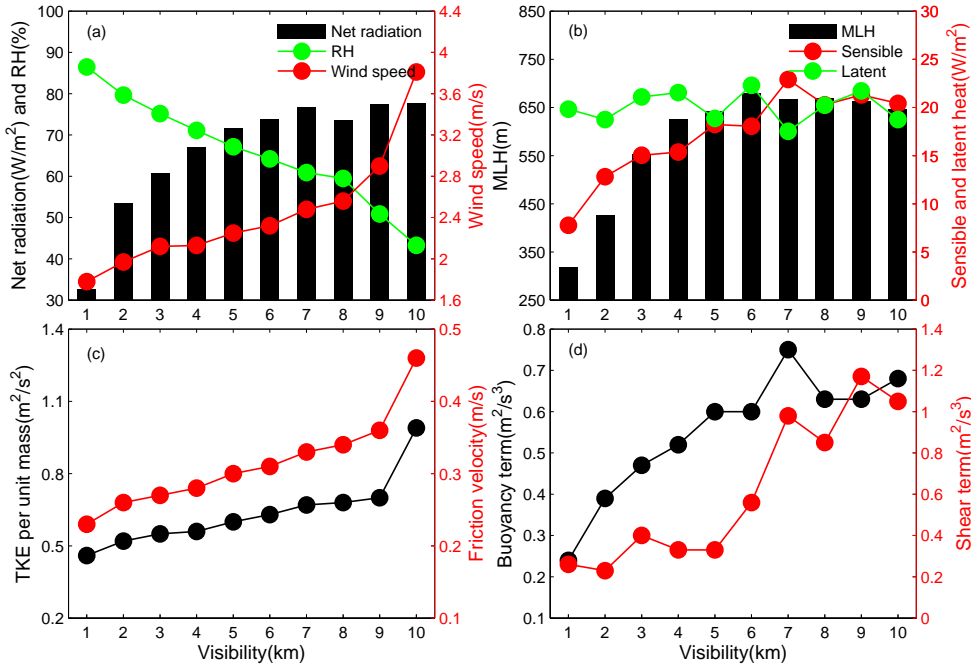 (a)
Net radiation
RH
Wind speed
100
90
80
70
60
50
40
30
4.4
4
3.6
3.2
2.8
2.4
2
1.6
Net radiation(W/m²) and RH(%)
Wind speed(m/s)
1 2 3 4 5 6 7 8 9 10
(b)
MLH
Sensible
Latent
850
750
650
550
450
350
250
30
25
20
15
10
5
0
MLH(m)
Sensible and latent heat(W/m²)
1 2 3 4 5 6 7 8 9 10
(c)
1.4
1.1
0.8
0.5
0.2
0.5
0.4
0.3
0.2
0.1
TKE per unit mass(m²/s²)
Friction velocity(m/s)
1 2 3 4 5 6 7 8 9 10
Visibility(km)
(d)
0.8
0.7
0.6
0.5
0.4
0.3
0.2
0.1
1.4
1.2
1
0.8
0.6
0.4
0.2
0
Buoyancy term(m²/s³)
Shear term(m²/s³)
1 2 3 4 5 6 7 8 9 10
Visibility(km)